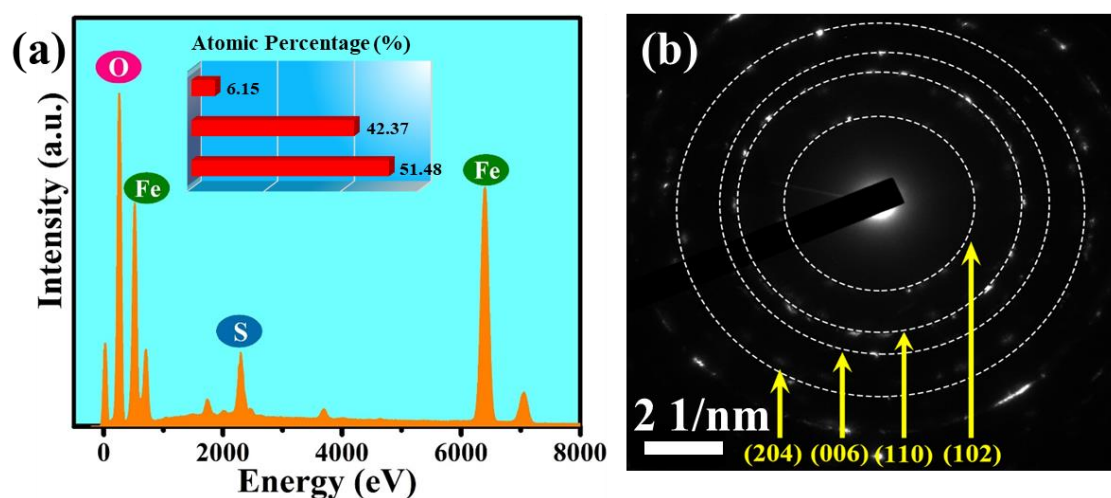 (a)
Atomic Percentage (%)
6.15
42.37
51.48
O
Fe
S
Fe
Intensity (a.u.)
0
2000
4000
6000
8000
Energy (eV)
(b)
2 1/nm
(204) (006) (110) (102)